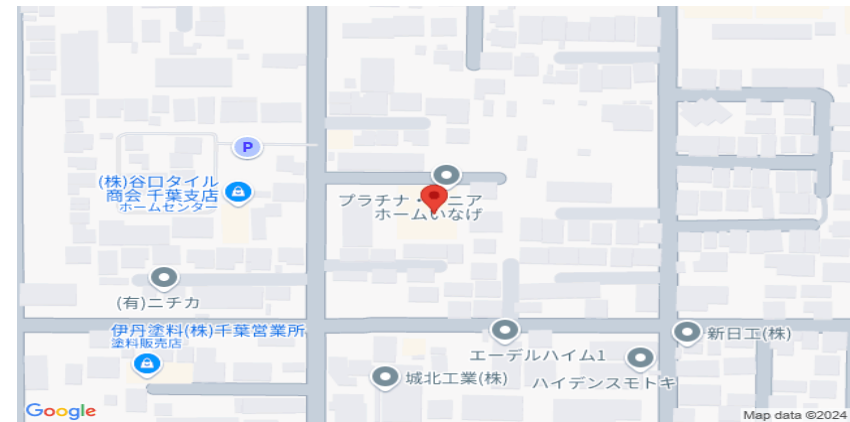 P
(株)谷口タイル
商会 千葉支店
ホームセンター
プラチナ・
ニア
ホームいなげ
(有)ニチカ
伊丹塗料(株)千葉営業所
塗料販売店
エーデルハイム1
新日工(株)
城北工業(株)
ハイデンスモトキ
Google
Map data ©2024